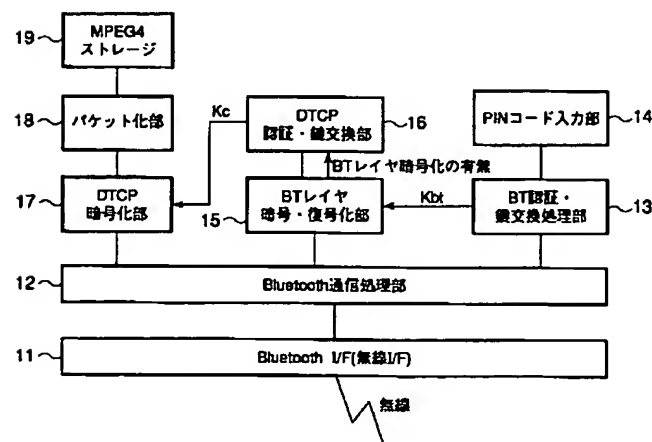 19
MPEG4
ストレージ
18
パケット化部
Kc
DTCP
認証・鍵交換部
16
PINコード入力部
14
BTレイヤ暗号化の有無
17
DTCP
暗号化部
15
BTレイヤ
暗号・復号化部
Kbt
BT認証・
鍵交換処理部
13
12
Bluetooth通信処理部
11
Bluetooth I/F(無線I/F)
無線